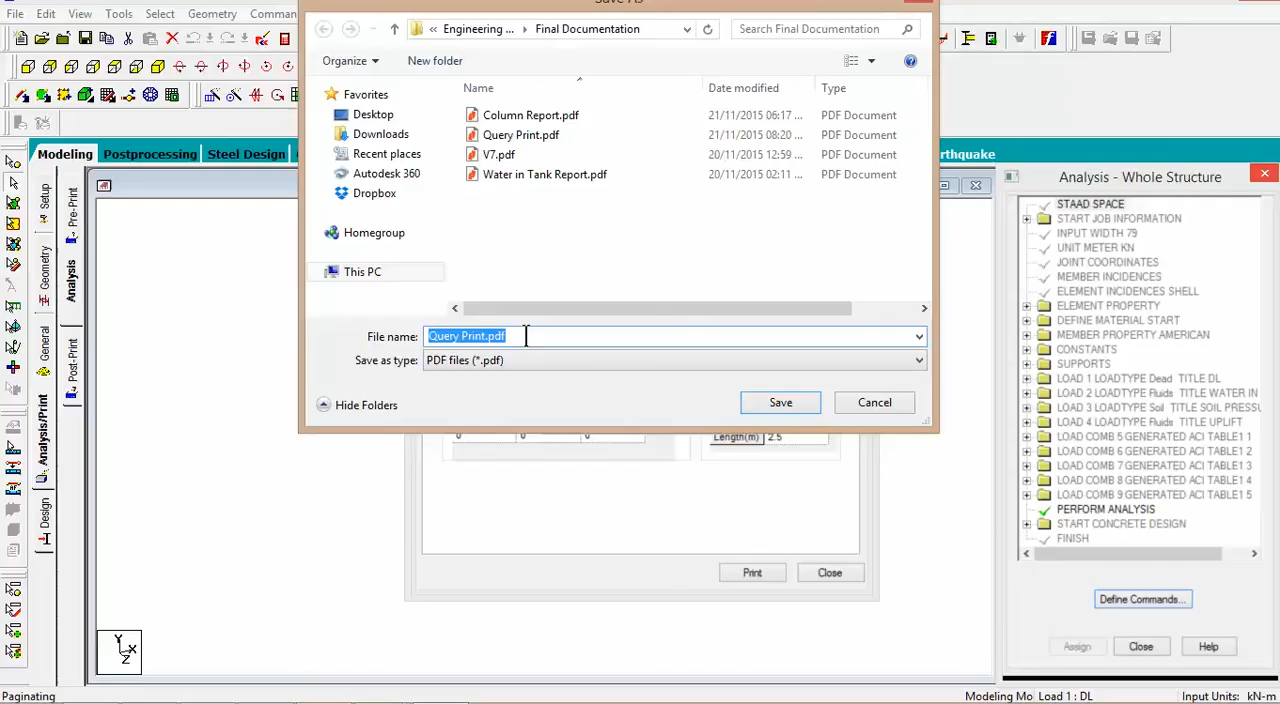 Save As
File Edit View Tools Select Geometry Comman
« Engineering ... Final Documentation
Search Final Documentation
Organize
New folder
Favorites
Desktop
Downloads
Recent places
Autodesk 360
Dropbox
Homegroup
This PC
Name Date modified Type
Column Report.pdf 21/11/2015 06:17 ... PDF Document
Query Print.pdf 21/11/2015 08:20 ... PDF Document
V7.pdf 20/11/2015 12:59 ... PDF Document
Water in Tank Report.pdf 20/11/2015 02:11 ... PDF Document
File name: Query Print.pdf
Save as type: PDF files (*.pdf)
Hide Folders
Save
Cancel
Modeling Postprocessing Steel Design
rthquake
Setup
Geometry
General
Analysis/Print
Design
Pre-Print
Analysis
Post-Print
0 0 0
Length(m) 2.5
Print
Close
Analysis - Whole Structure
STAAD SPACE
START JOB INFORMATION
INPUT WIDTH 79
UNIT METER KN
JOINT COORDINATES
MEMBER INCIDENCES
ELEMENT INCIDENCES SHELL
ELEMENT PROPERTY
DEFINE MATERIAL START
MEMBER PROPERTY AMERICAN
CONSTANTS
SUPPORTS
LOAD 1 LOADTYPE Dead TITLE DL
LOAD 2 LOADTYPE Fluids TITLE WATER IN
LOAD 3 LOADTYPE Soil TITLE SOIL PRESSU
LOAD 4 LOADTYPE Fluids TITLE UPLIFT
LOAD COMB 5 GENERATED ACI TABLE1 1
LOAD COMB 6 GENERATED ACI TABLE1 2
LOAD COMB 7 GENERATED ACI TABLE1 3
LOAD COMB 8 GENERATED ACI TABLE1 4
LOAD COMB 9 GENERATED ACI TABLE1 5
PERFORM ANALYSIS
START CONCRETE DESIGN
FINISH
Define Commands...
Assign
Close
Help
Y
X
Z
Paginating
Modeling Mo
Load 1 : DL
Input Units: kN-m